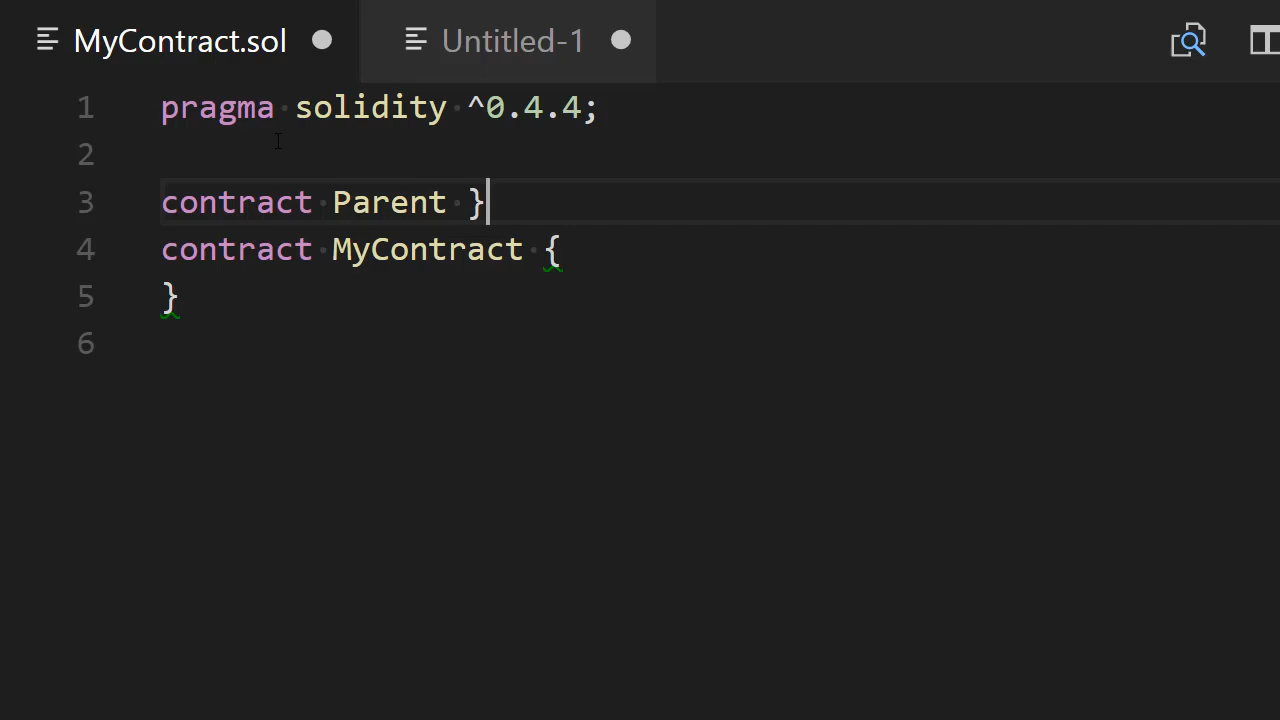 MyContract.sol Untitled-1
1 pragma solidity ^0.4.4;
2
3 contract Parent }
4 contract MyContract {
5 }
6